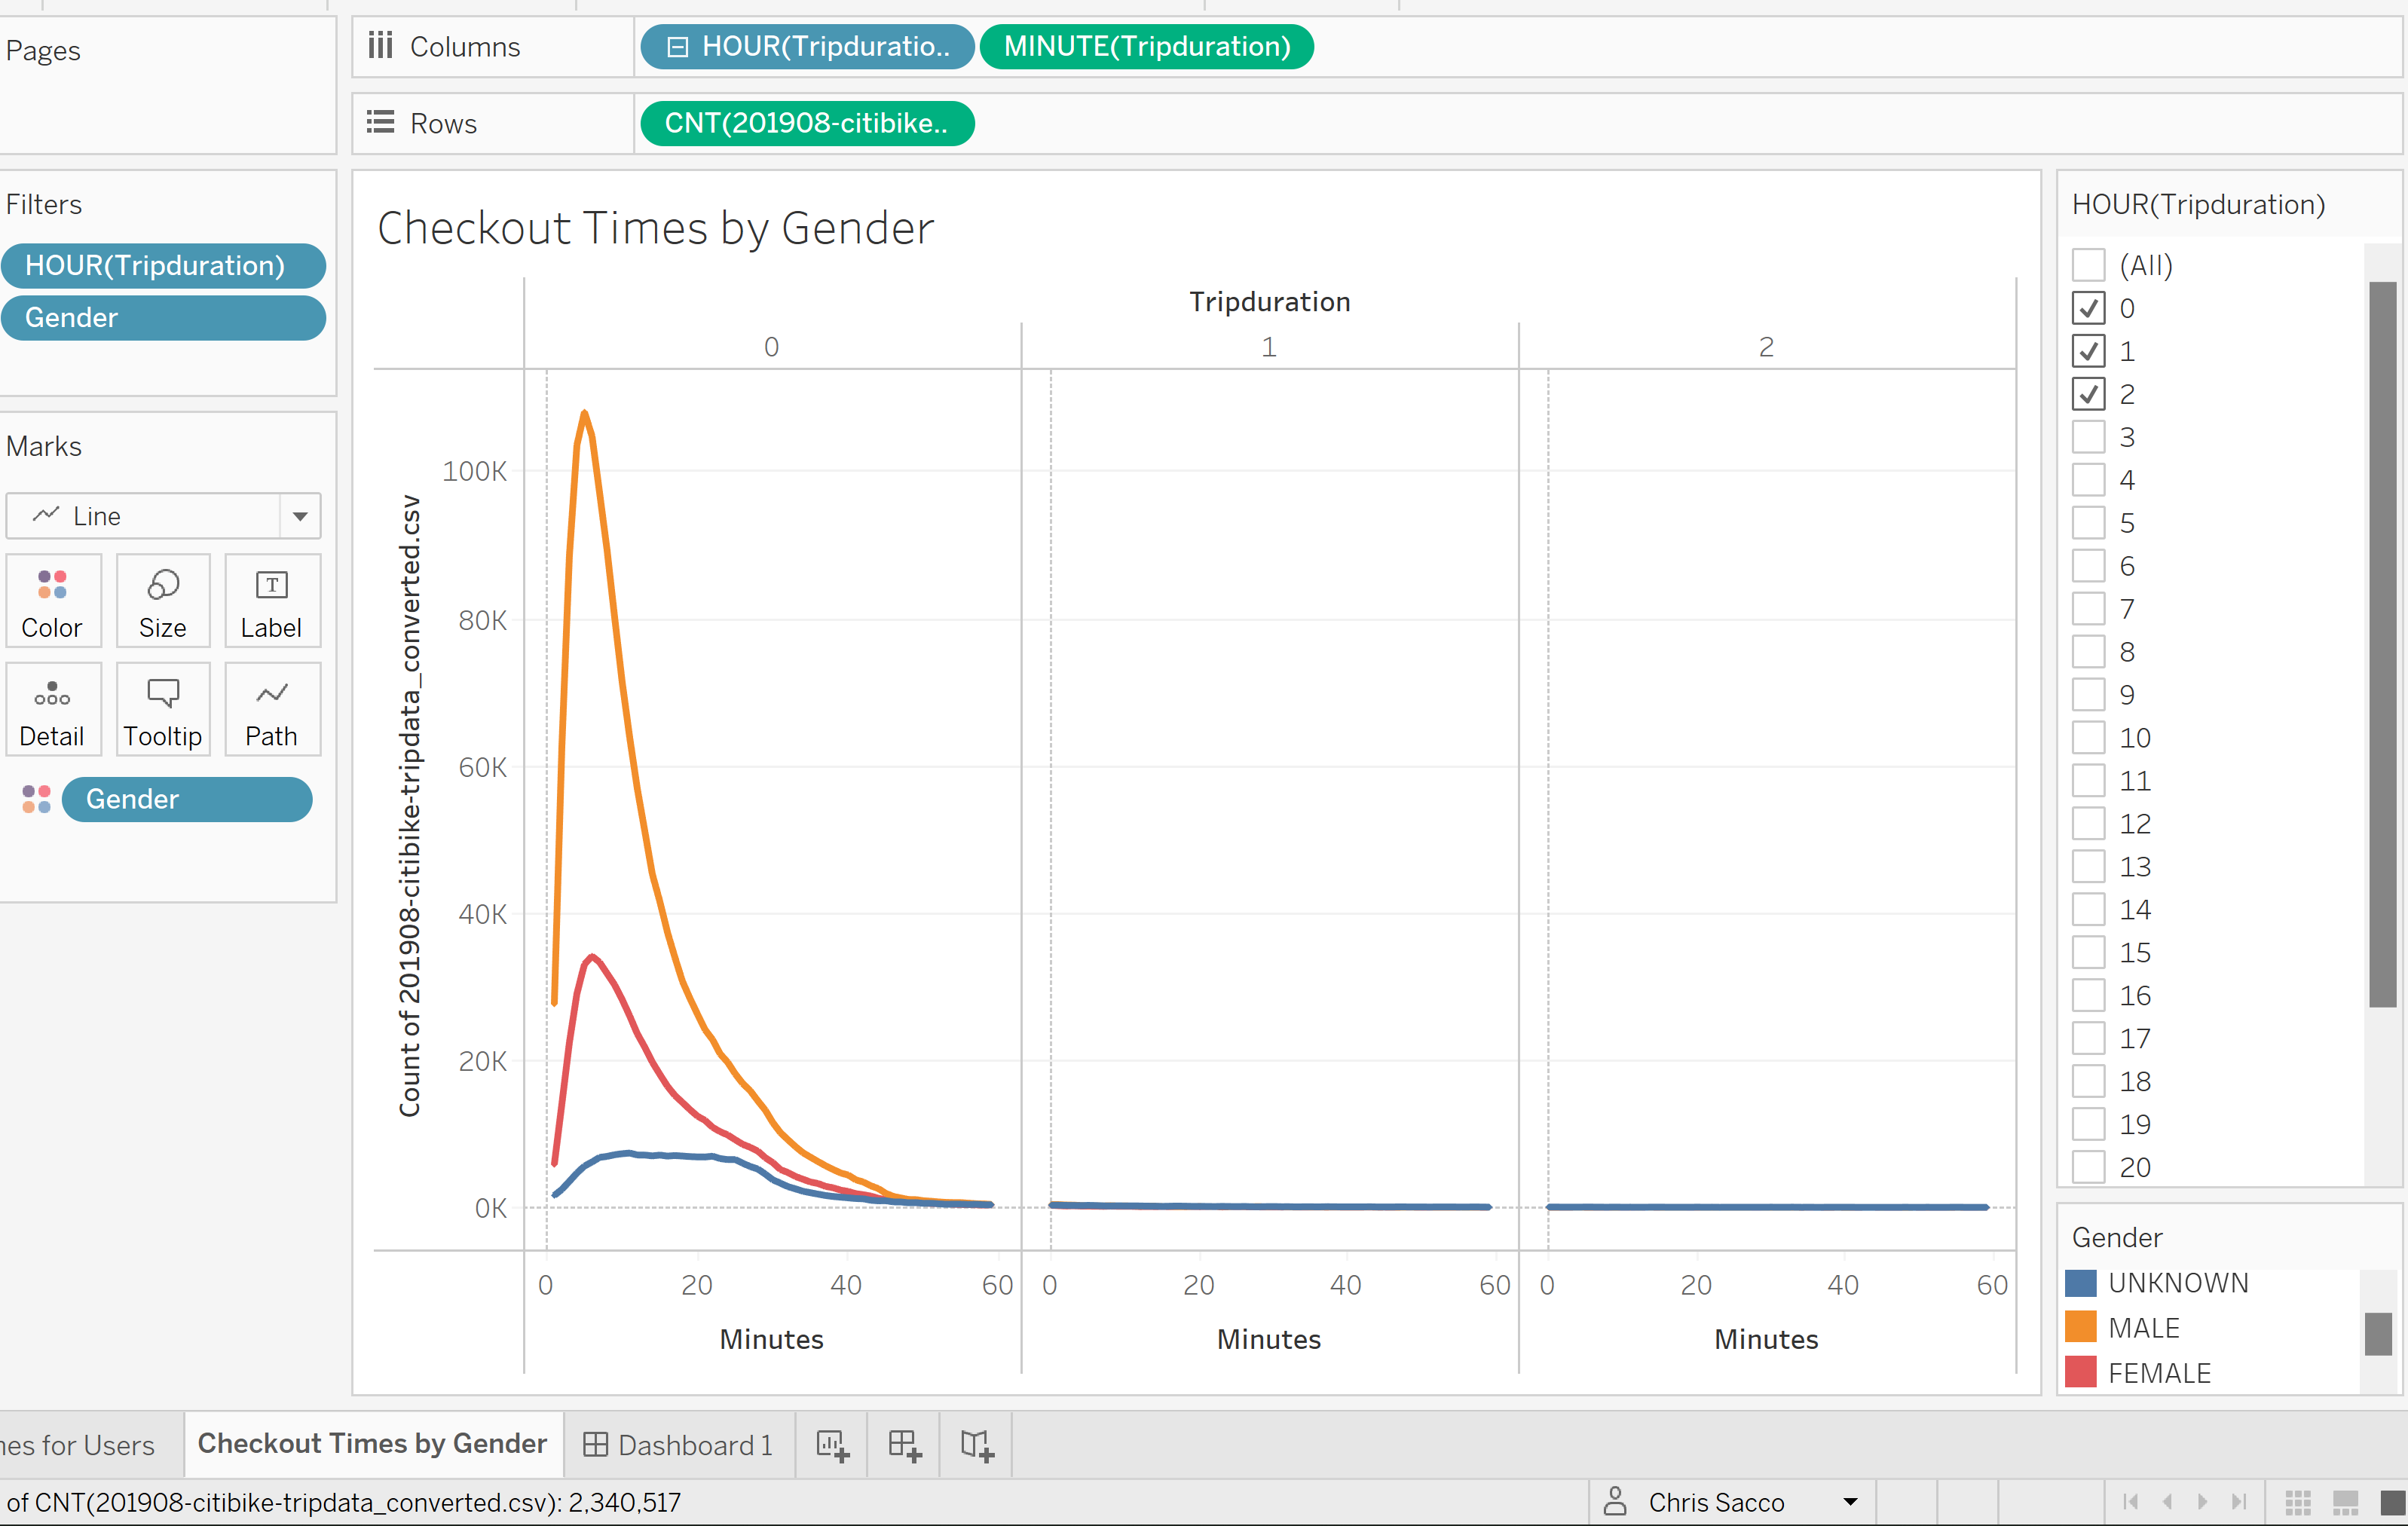 Pages
Columns
HOUR(Tripduratio..
MINUTE(Tripduration)
Rows
CNT(201908-citibike..
Filters
HOUR(Tripduration)
Gender
Marks
Line
Color
Size
Label
Detail
Tooltip
Path
Gender
Checkout Times by Gender
Tripduration
0
1
2
Count of 201908-citibike-tripdata_converted.csv
100K
80K
60K
40K
20K
0K
0 20 40 60
0 20 40 60
0 20 40 60
Minutes
Minutes
Minutes
HOUR(Tripduration)
(All)
0
1
2
3
4
5
6
7
8
9
10
11
12
13
14
15
16
17
18
19
20
Gender
UNKNOWN
MALE
FEMALE
nes for Users
Checkout Times by Gender
Dashboard 1
of CNT(201908-citibike-tripdata_converted.csv): 2,340,517
Chris Sacco